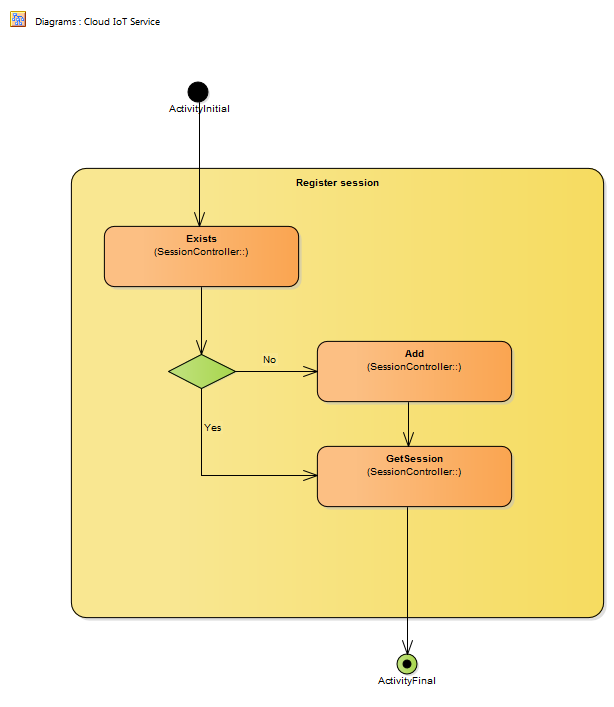 Diagrams : Cloud IoT Service
ActivityInitial
Register session
Exists
(SessionController::)
No
Add
(SessionController::)
Yes
GetSession
(SessionController::)
ActivityFinal